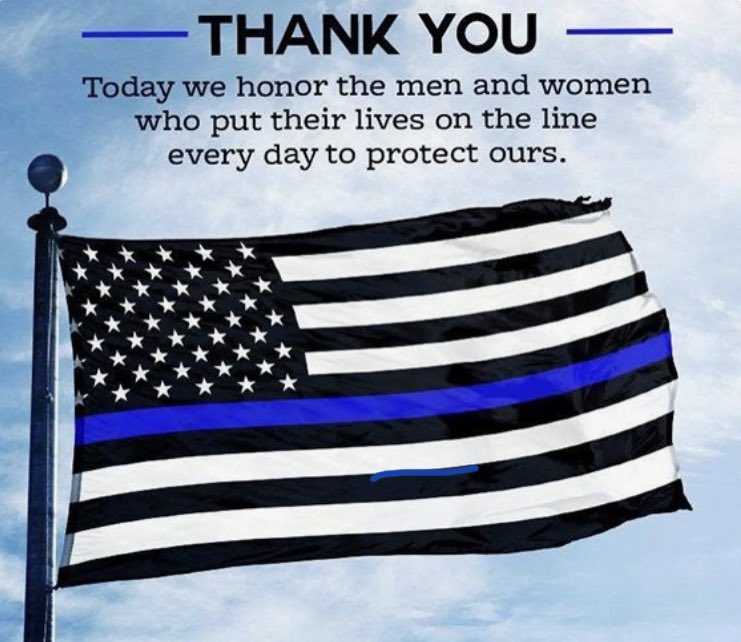 THANK YOU
Today we honor the men and women
who put their lives on the line
every day to protect ours.